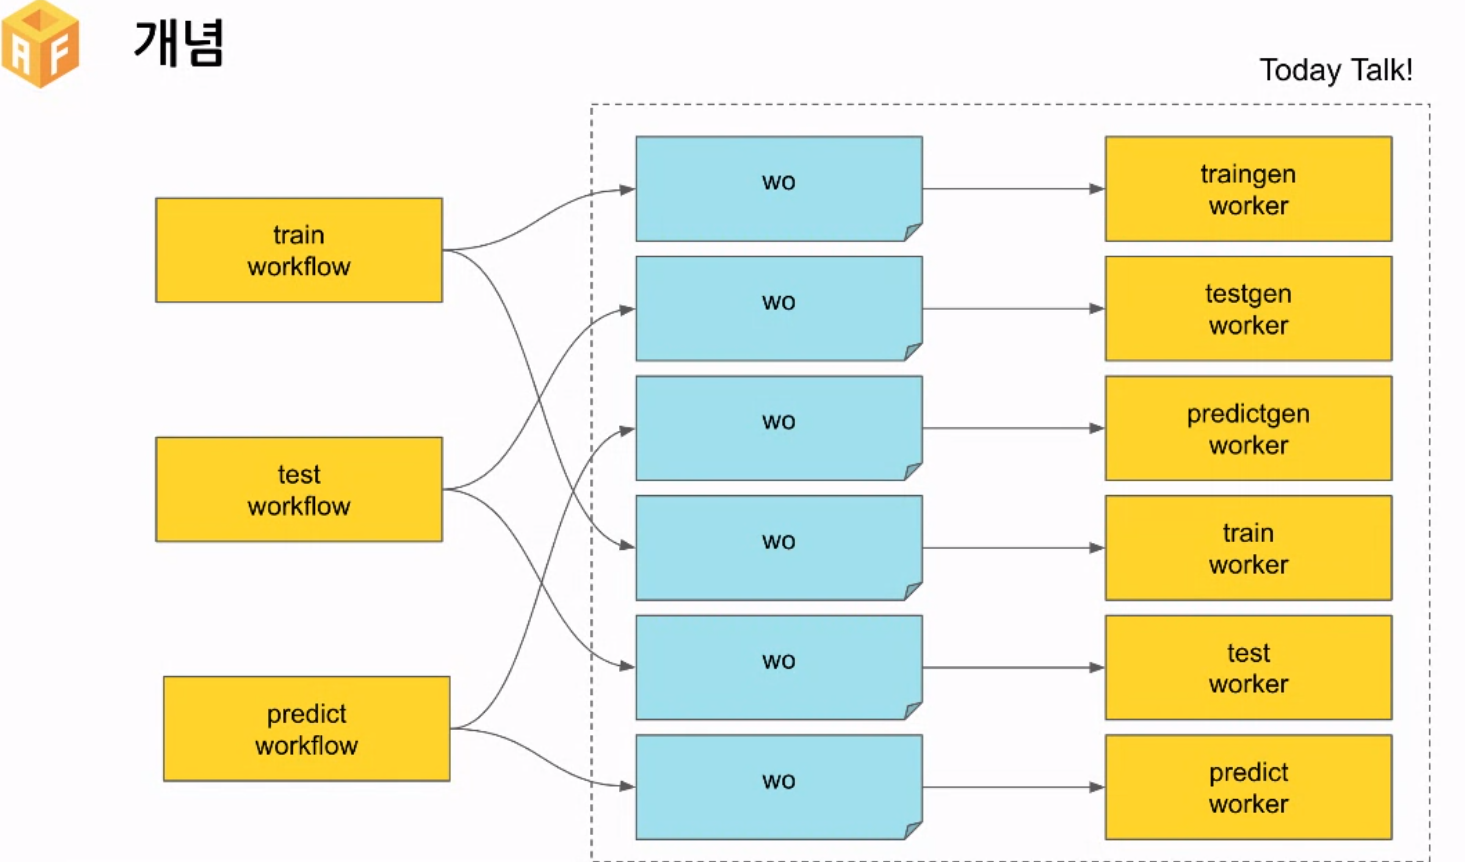 AF
개념
Today Talk!
train
workflow
test
workflow
predict
workflow
wo
wo
wo
wo
wo
wo
traingen
worker
testgen
worker
predictgen
worker
train
worker
test
worker
predict
worker